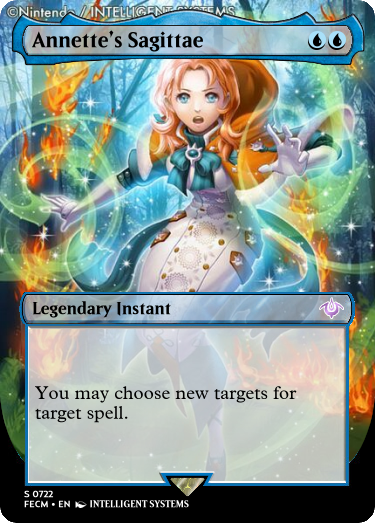 ©Nintendo / INTELLIGENT SYSTEMS
Annette's Sagittae
Legendary Instant
You may choose new targets for
target spell.
S 0722
FECM • EN INTELLIGENT SYSTEMS